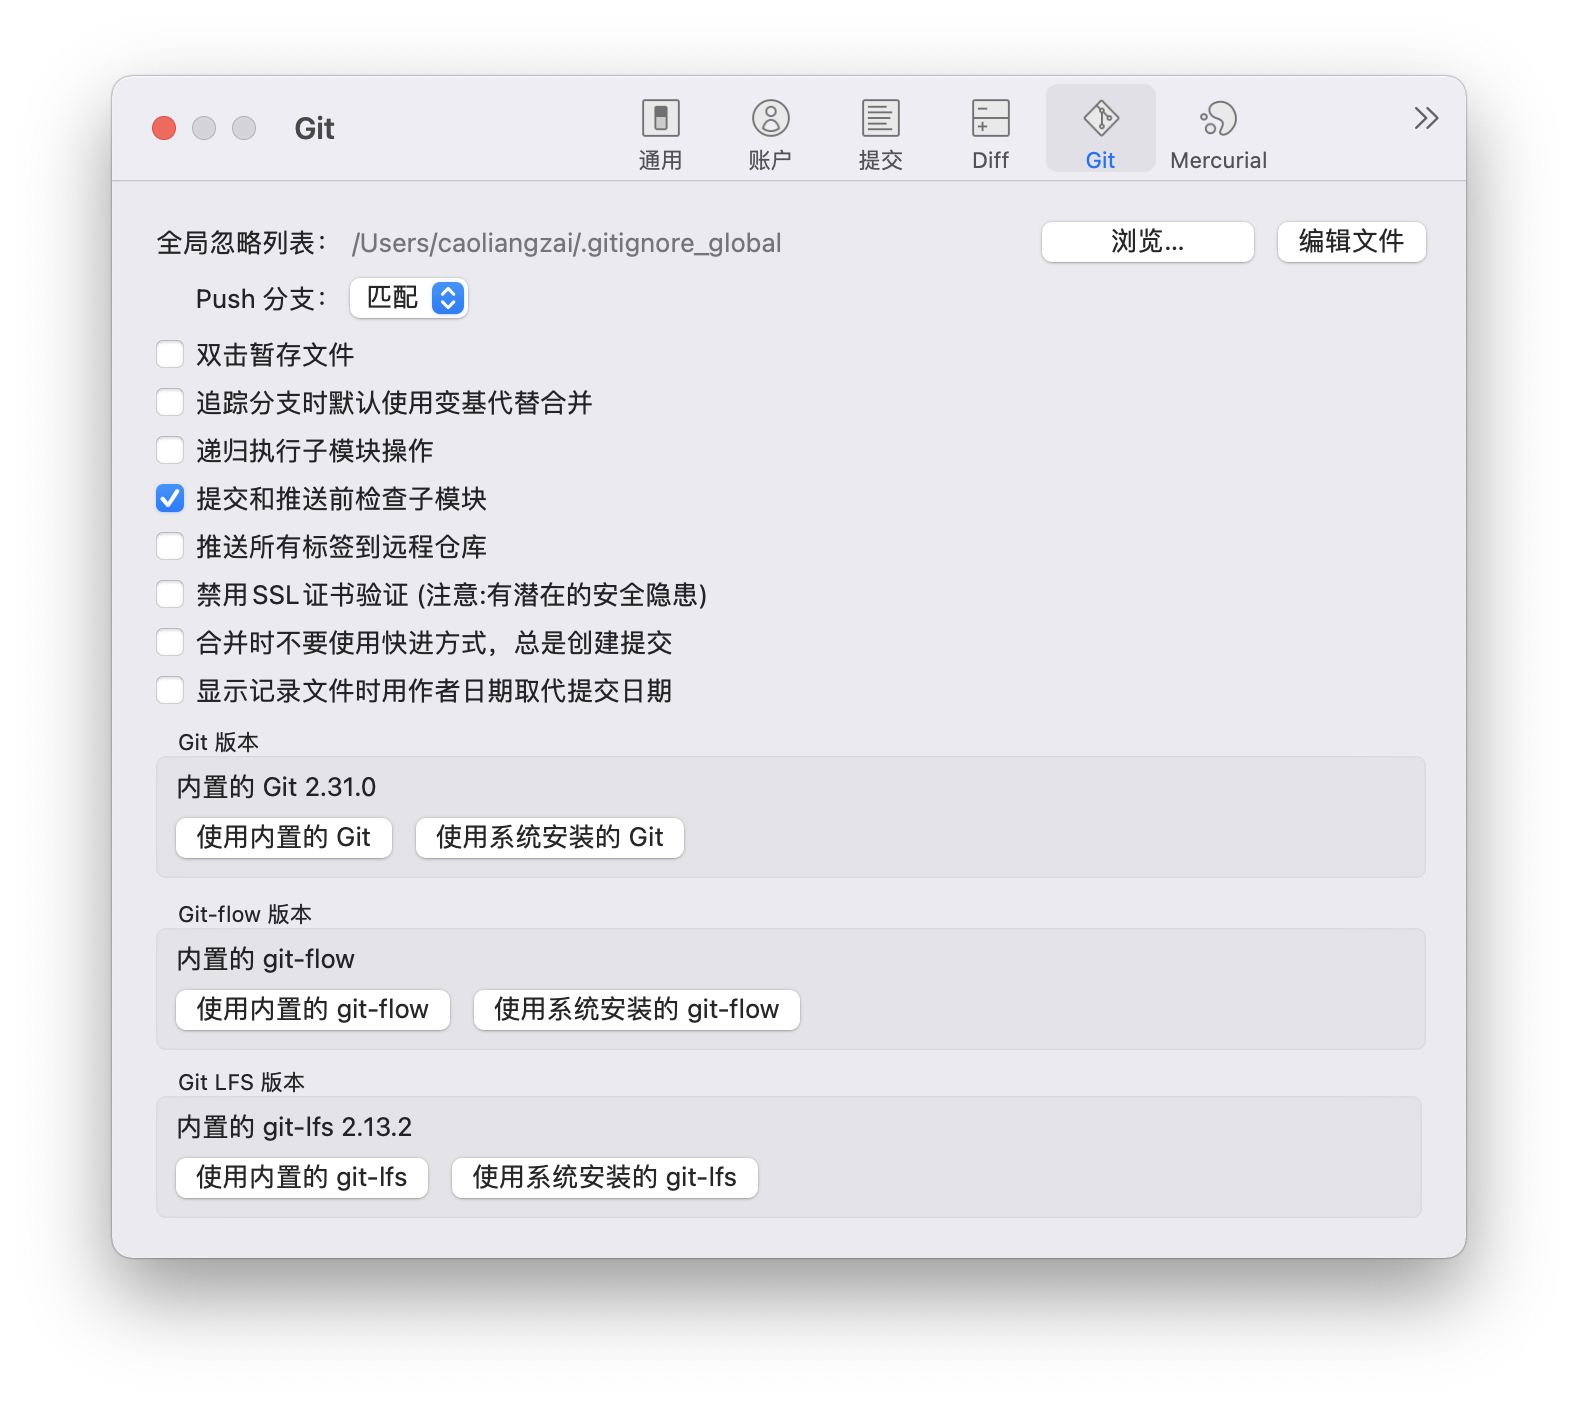 Git
通用
账户
提交
Diff
Git
Mercurial
全局忽略列表： /Users/caoliangzai/.gitignore_global 浏览... 编辑文件
Push 分支： 匹配
双击暂存文件
追踪分支时默认使用变基代替合并
递归执行子模块操作
提交和推送前检查子模块
推送所有标签到远程仓库
禁用SSL证书验证 (注意:有潜在的安全隐患)
合并时不要使用快进方式，总是创建提交
显示记录文件时用作者日期取代提交日期
Git 版本
内置的 Git 2.31.0
使用内置的 Git 使用系统安装的 Git
Git-flow 版本
内置的 git-flow
使用内置的 git-flow 使用系统安装的 git-flow
Git LFS 版本
内置的 git-lfs 2.13.2
使用内置的 git-lfs 使用系统安装的 git-lfs